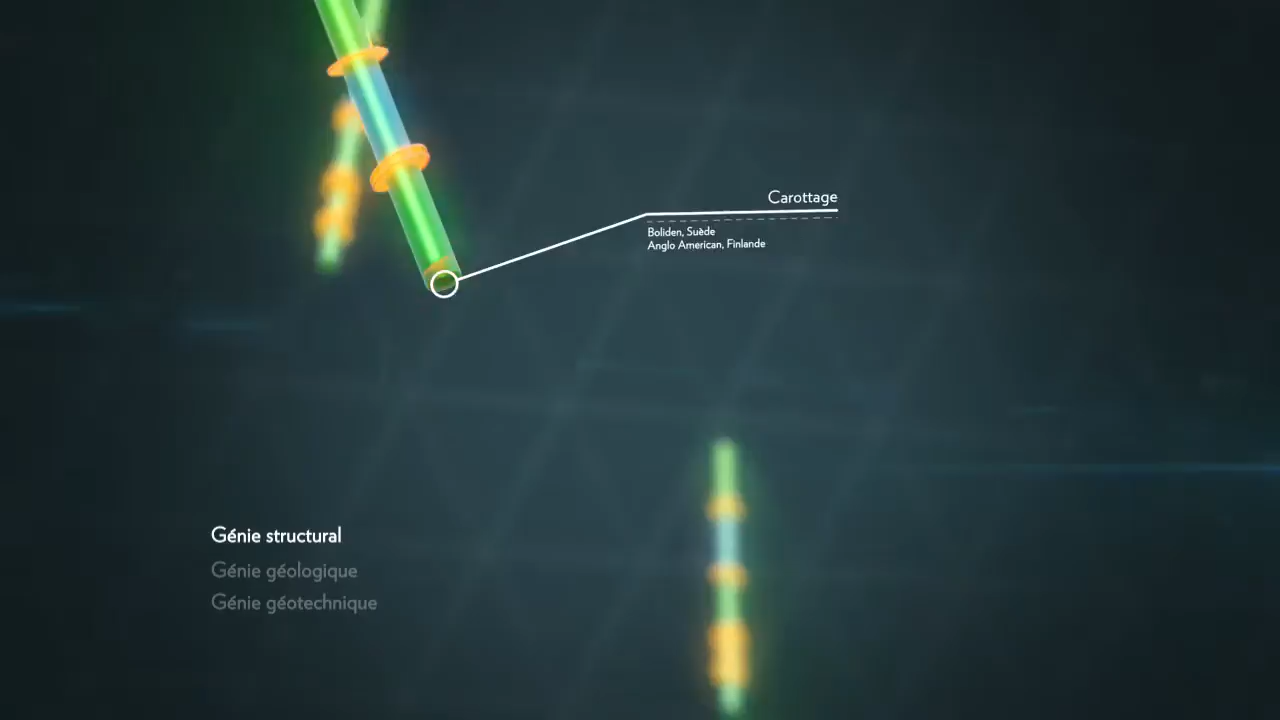 Carottage
Boliden, Suède
Anglo American, Finlande
Génie structural
Génie géologique
Génie géotechnique